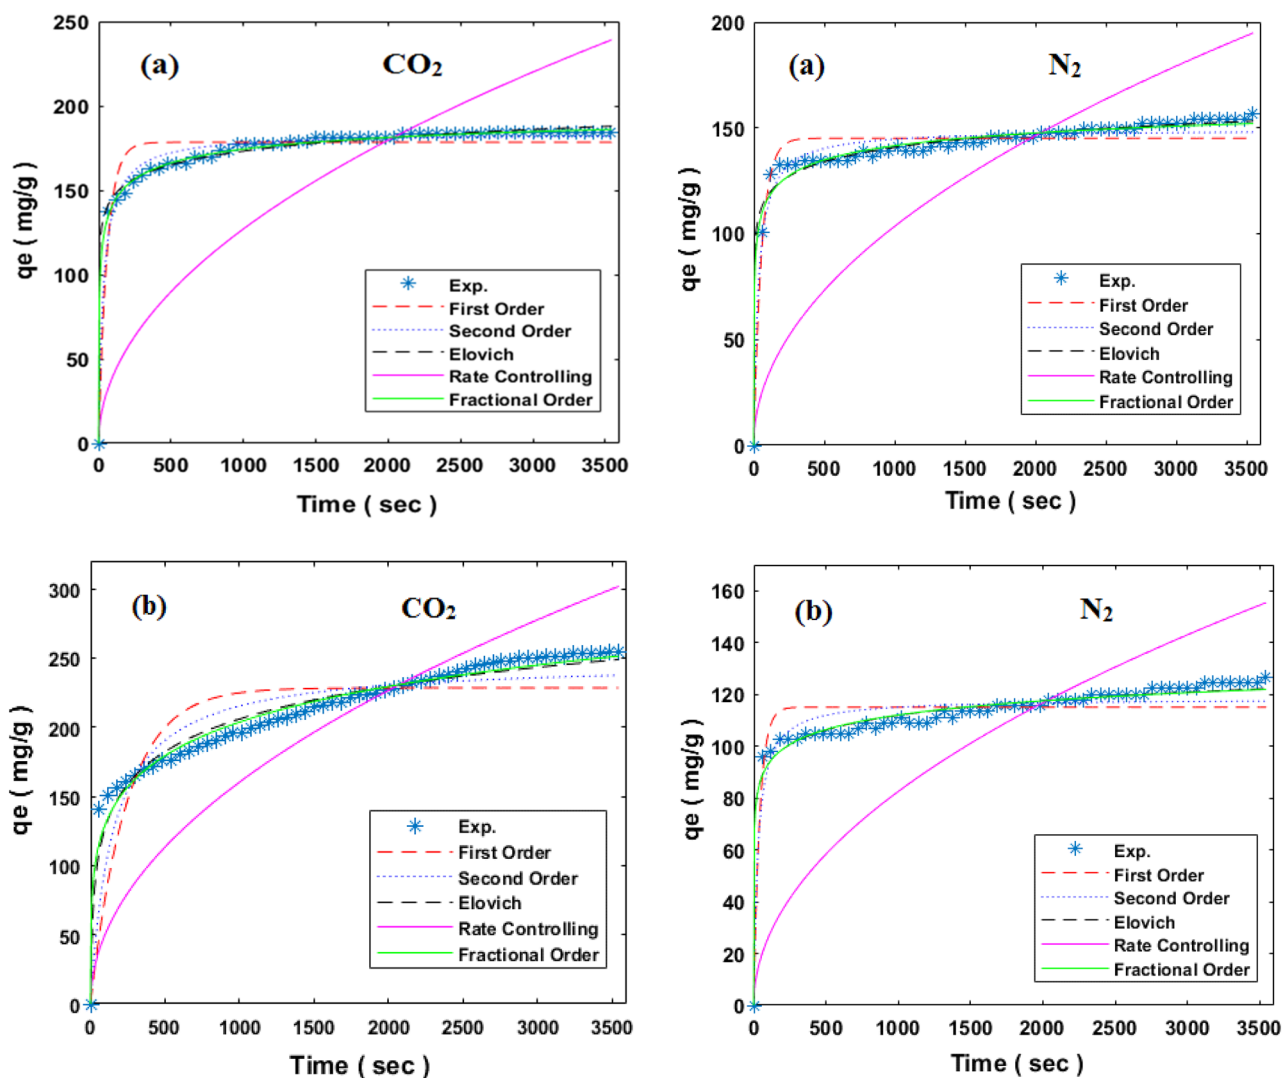 (a) CO₂
250
200
150
100
50
0
qe ( mg/g )
Exp.
First Order
Second Order
Elovich
Rate Controlling
Fractional Order
0 500 1000 1500 2000 2500 3000 3500
Time ( sec )
(a) N₂
200
150
100
50
0
qe ( mg/g )
Exp.
First Order
Second Order
Elovich
Rate Controlling
Fractional Order
0 500 1000 1500 2000 2500 3000 3500
Time ( sec )
(b) CO₂
300
250
200
150
100
50
0
qe ( mg/g )
Exp.
First Order
Second Order
Elovich
Rate Controlling
Fractional Order
0 500 1000 1500 2000 2500 3000 3500
Time ( sec )
(b) N₂
160
140
120
100
80
60
40
20
0
qe ( mg/g )
Exp.
First Order
Second Order
Elovich
Rate Controlling
Fractional Order
0 500 1000 1500 2000 2500 3000 3500
Time ( sec )